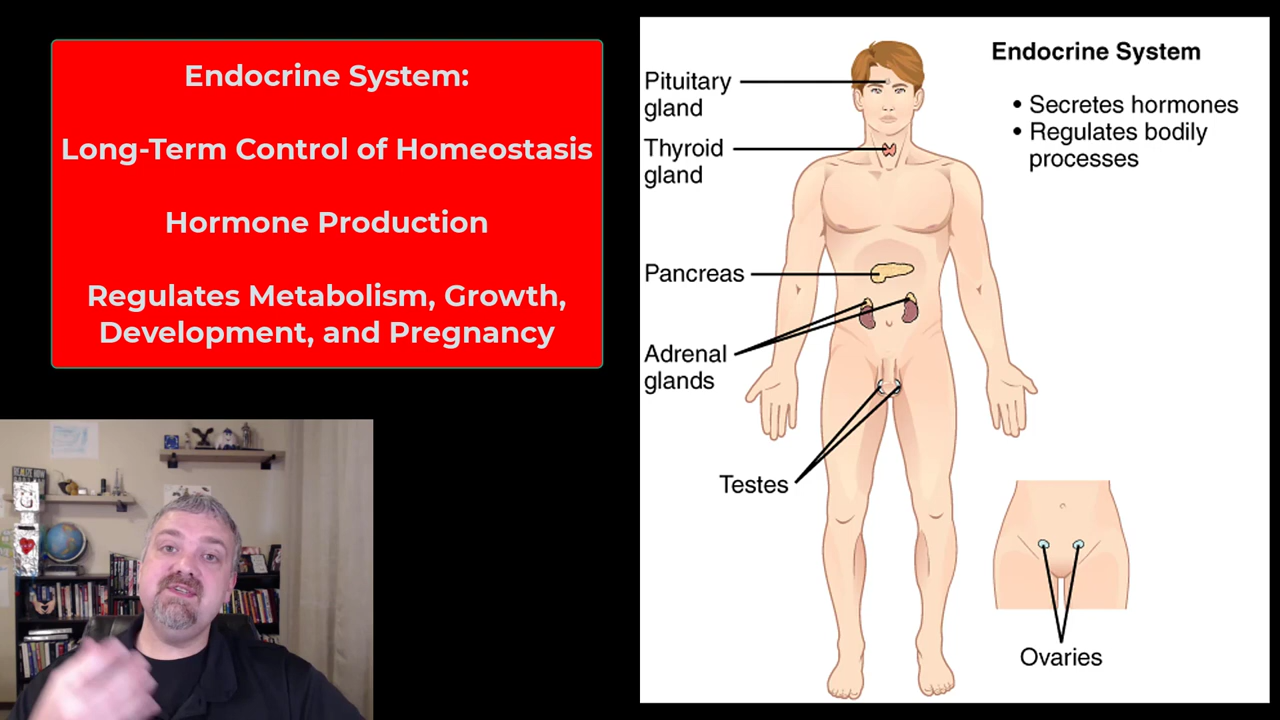 Endocrine System:
Long-Term Control of Homeostasis
Hormone Production
Regulates Metabolism, Growth,
Development, and Pregnancy
Endocrine System
• Secretes hormones
• Regulates bodily
processes
Pituitary
gland
Thyroid
gland
Pancreas
Adrenal
glands
Testes
Ovaries